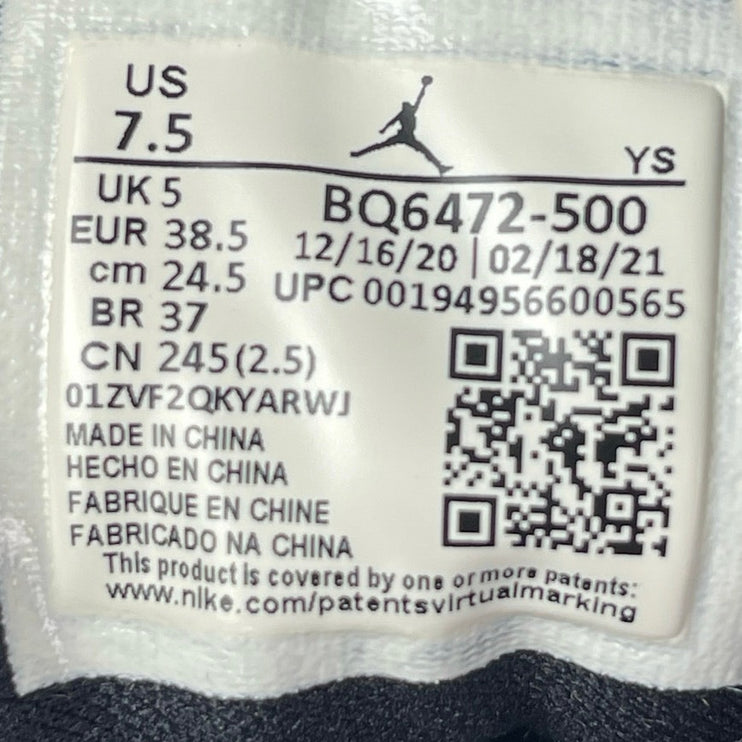 US
7.5
YS
UK 5
EUR 38.5
cm 24.5
BR 37
CN 245(2.5)
BQ6472-500
12/16/20 | 02/18/21
UPC 00194956600565
01ZVF2QKYARWJ
MADE IN CHINA
HECHO EN CHINA
FABRIQUE EN CHINE
FABRICADO NA CHINA
This product is covered by one or more patents:
www.nike.com/patentsvirtualmarking